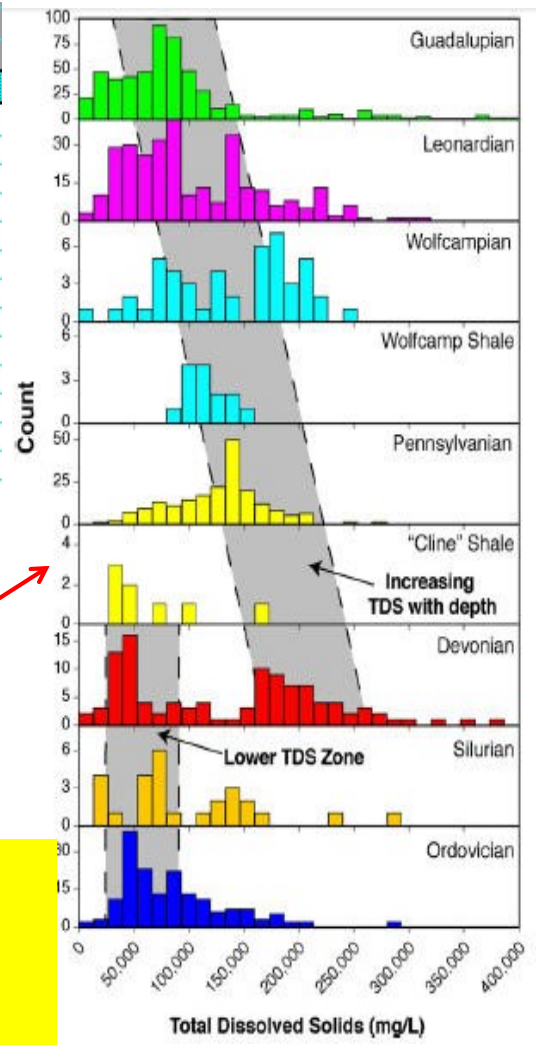 100
75
50
25
0
Guadalupian
30
15
0
Leonardian
6
3
0
Wolfcampian
6
3
0
Wolfcamp Shale
50
25
0
Pennsylvanian
4
2
0
"Cline" Shale
Increasing
TDS with depth
15
10
5
0
Devonian
Lower TDS Zone
6
3
0
Silurian
30
15
0
Ordovician
Count
0
50,000
100,000
150,000
200,000
250,000
300,000
350,000
400,000
Total Dissolved Solids (mg/L)